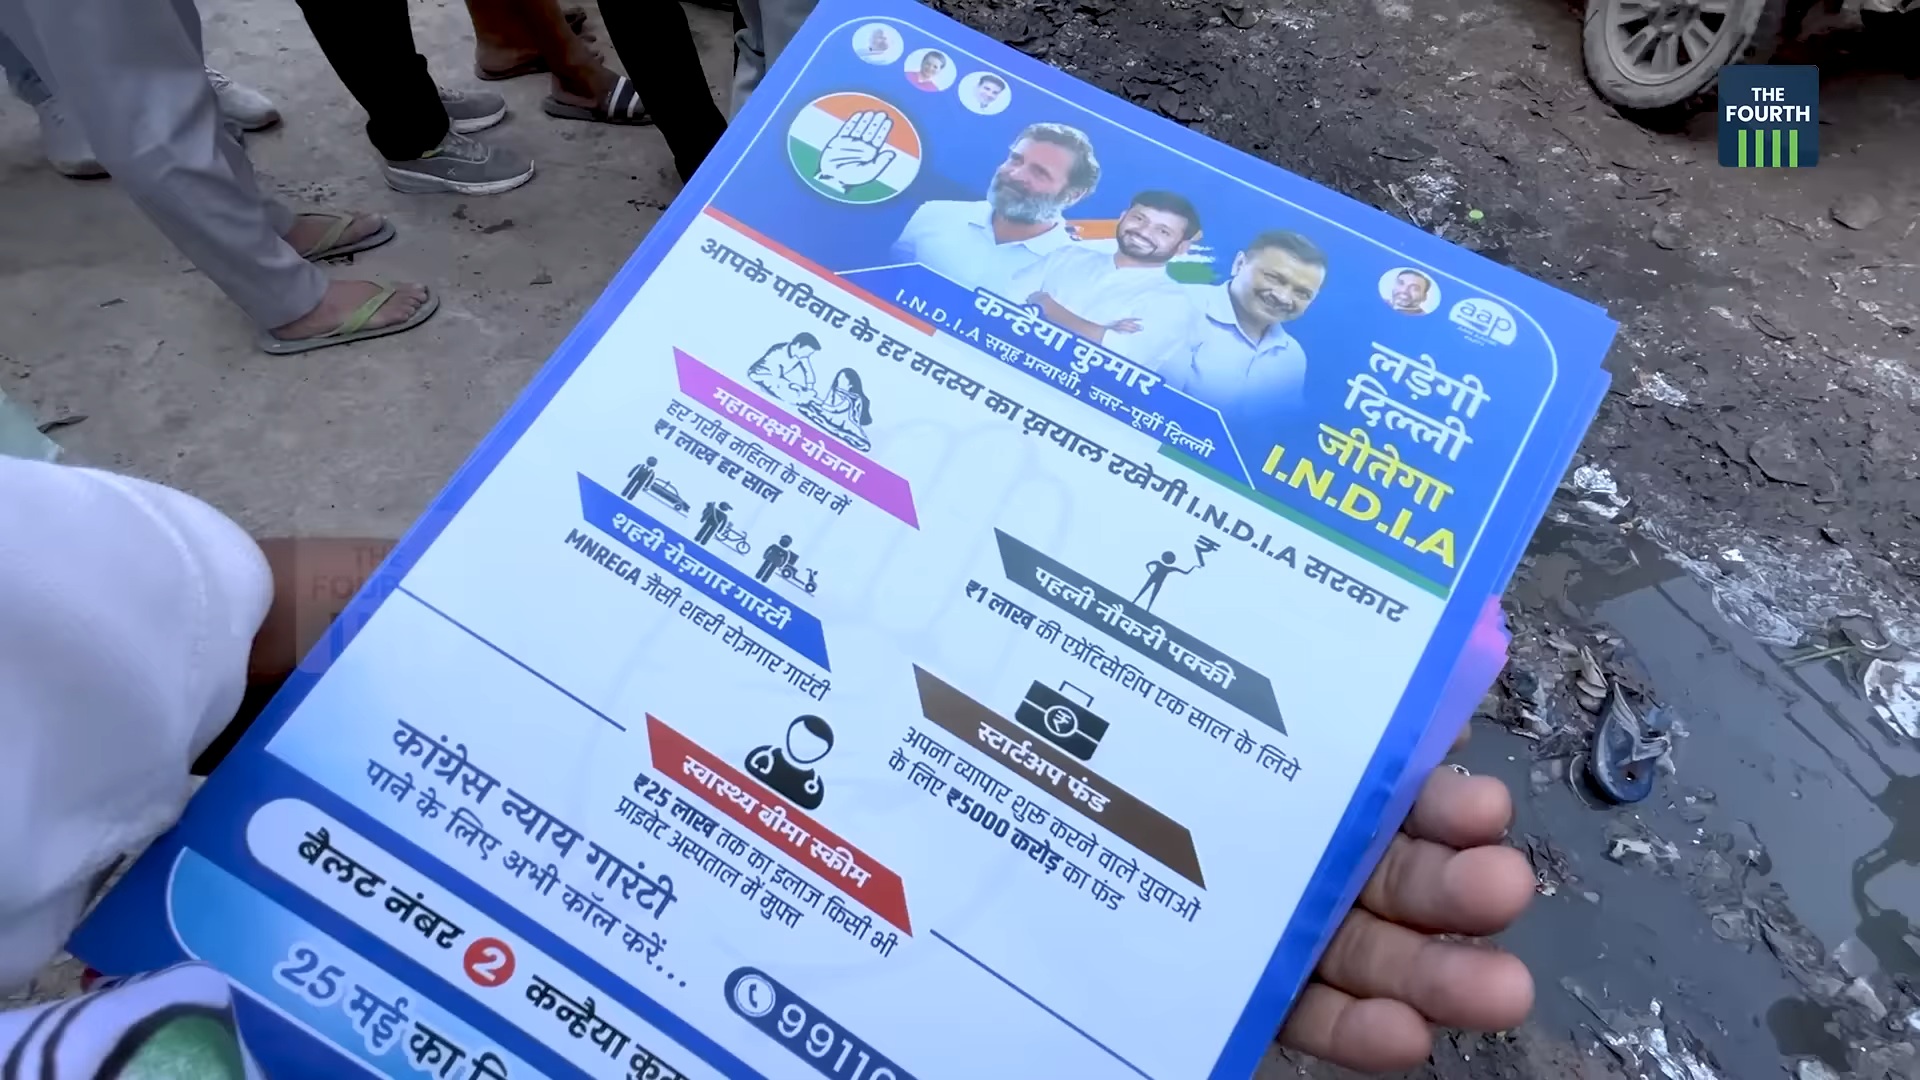 THE
FOURTH
कन्हैया कुमार
I.N.D.I.A समूह प्रत्याशी, उत्तर-पूर्वी दिल्ली
aap
लड़ेगी
दिल्ली
जीतेगा
I.N.D.I.A
आपके परिवार के हर सदस्य का ख़याल रखेगी I.N.D.I.A सरकार
महालक्ष्मी योजना
हर गरीब महिला के हाथ में
₹1 लाख हर साल
पहली नौकरी पक्की
₹1 लाख की एप्रेंटिसेशिप एक साल के लिये
शहरी रोज़गार गारंटी
MNREGA जैसी शहरी रोज़गार गारंटी
स्टार्टअप फंड
अपना व्यापार शुरू करने वाले युवाओं
के लिए ₹5000 करोड़ का फंड
स्वास्थ्य बीमा स्कीम
₹25 लाख तक का इलाज किसी भी
प्राइवेट अस्पताल में मुफ्त
कांग्रेस न्याय गारंटी
पाने के लिए अभी कॉल करें...
9911
बैलट नंबर 2 कन्हैया
25 मई का